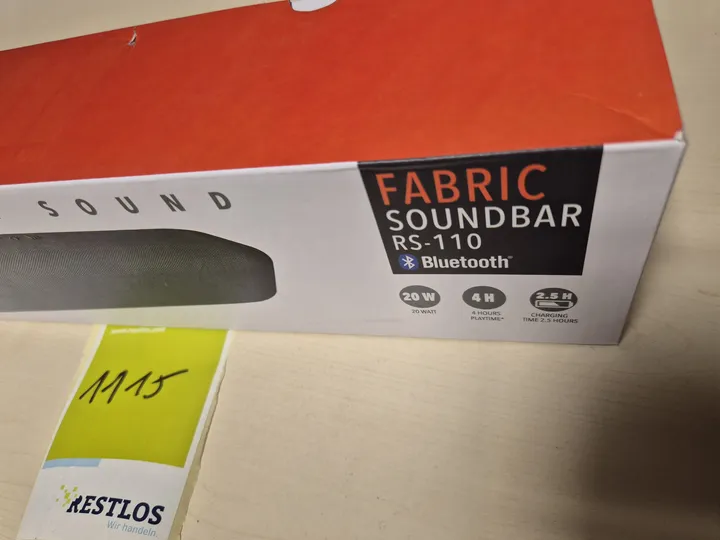 SOUND
FABRIC
SOUNDBAR
RS-110
Bluetooth
20 W
20 WATT
4 H
4 HOURS
PLAYTIME*
2.5 H
CHARGING
TIME 2.5 HOURS
1115
RESTLOS
Wir handeln.